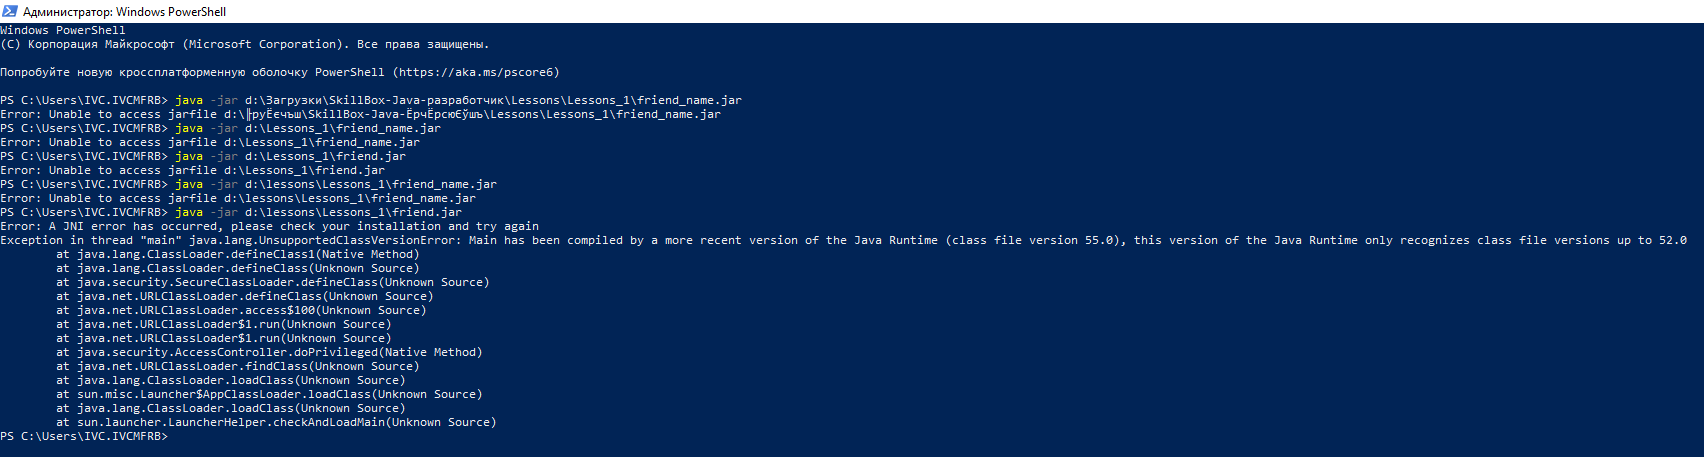 Администратор: Windows PowerShell
Windows PowerShell
(C) Корпорация Майкрософт (Microsoft Corporation). Все права защищены.
Попробуйте новую кроссплатформенную оболочку PowerShell (https://aka.ms/pscore6)
PS C:\Users\IVC.IVCMFRB> java -jar d:\Загрузки\SkillBox-Java-разработчик\Lessons\Lessons_1\friend_name.jar
Error: Unable to access jarfile d:\╟руЁєчъш\SkillBox-Java-ЁрчЁрсюЄўшъ\Lessons\Lessons_1\friend_name.jar
PS C:\Users\IVC.IVCMFRB> java -jar d:\Lessons_1\friend_name.jar
Error: Unable to access jarfile d:\Lessons_1\friend_name.jar
PS C:\Users\IVC.IVCMFRB> java -jar d:\Lessons_1\friend.jar
Error: Unable to access jarfile d:\Lessons_1\friend.jar
PS C:\Users\IVC.IVCMFRB> java -jar d:\lessons\Lessons_1\friend_name.jar
Error: Unable to access jarfile d:\lessons\Lessons_1\friend_name.jar
PS C:\Users\IVC.IVCMFRB> java -jar d:\lessons\Lessons_1\friend.jar
Error: A JNI error has occurred, please check your installation and try again
Exception in thread "main" java.lang.UnsupportedClassVersionError: Main has been compiled by a more recent version of the Java Runtime (class file version 55.0), this version of the Java Runtime only recognizes class file versions up to 52.0
at java.lang.ClassLoader.defineClass1(Native Method)
at java.lang.ClassLoader.defineClass(Unknown Source)
at java.security.SecureClassLoader.defineClass(Unknown Source)
at java.net.URLClassLoader.defineClass(Unknown Source)
at java.net.URLClassLoader.access$100(Unknown Source)
at java.net.URLClassLoader$1.run(Unknown Source)
at java.net.URLClassLoader$1.run(Unknown Source)
at java.security.AccessController.doPrivileged(Native Method)
at java.net.URLClassLoader.findClass(Unknown Source)
at java.lang.ClassLoader.loadClass(Unknown Source)
at sun.misc.Launcher$AppClassLoader.loadClass(Unknown Source)
at java.lang.ClassLoader.loadClass(Unknown Source)
at sun.launcher.LauncherHelper.checkAndLoadMain(Unknown Source)
PS C:\Users\IVC.IVCMFRB>